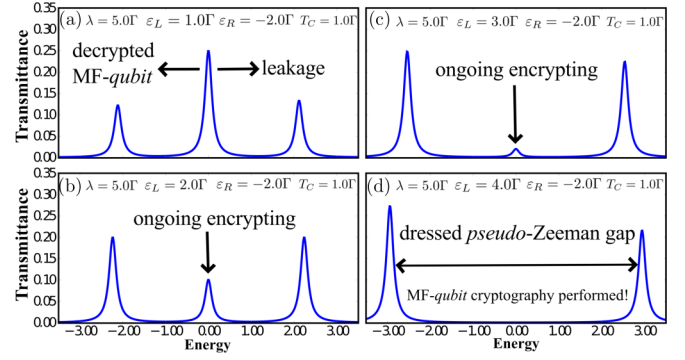 (a) λ = 5.0Γ ε_L = 1.0Γ ε_R = −2.0Γ T_C = 1.0Γ
decrypted
MF-qubit
leakage
Transmittance
0.35
0.30
0.25
0.20
0.15
0.10
0.05
0.00
(c) λ = 5.0Γ ε_L = 3.0Γ ε_R = −2.0Γ T_C = 1.0Γ
ongoing encrypting
(b) λ = 5.0Γ ε_L = 2.0Γ ε_R = −2.0Γ T_C = 1.0Γ
ongoing encrypting
Transmittance
0.35
0.30
0.25
0.20
0.15
0.10
0.05
0.00
−3.00 −2.00 −1.00 0.00 1.00 2.00 3.00
Energy
(d) λ = 5.0Γ ε_L = 4.0Γ ε_R = −2.0Γ T_C = 1.0Γ
dressed pseudo-Zeeman gap
MF-qubit cryptography performed!
−3.00 −2.00 −1.00 0.00 1.00 2.00 3.00
Energy